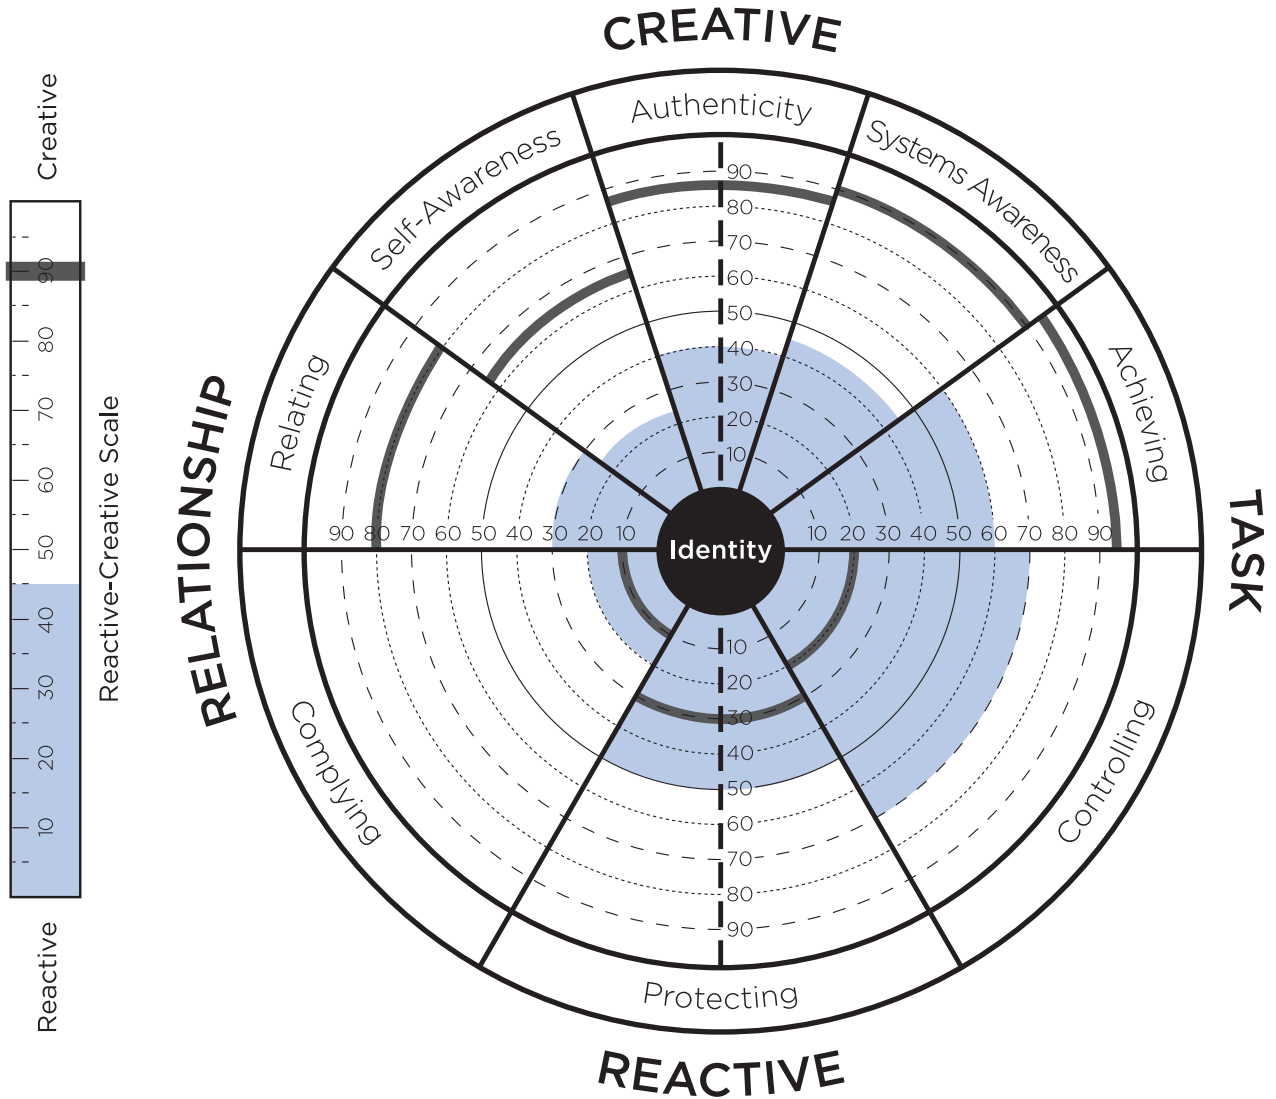 CREATIVE
Creative
90
80
70
60
50
40
30
20
10
Reactive
Reactive-Creative Scale
Authenticity
Systems Awareness
Self-Awareness
Achieving
Relating
RELATIONSHIP
TASK
90
80
70
60
50
40
30
20
10
90 80 70 60 50 40 30 20 10
10 20 30 40 50 60 70 80 90
Identity
10
20
30
40
50
60
70
80
90
Complying
Controlling
Protecting
REACTIVE